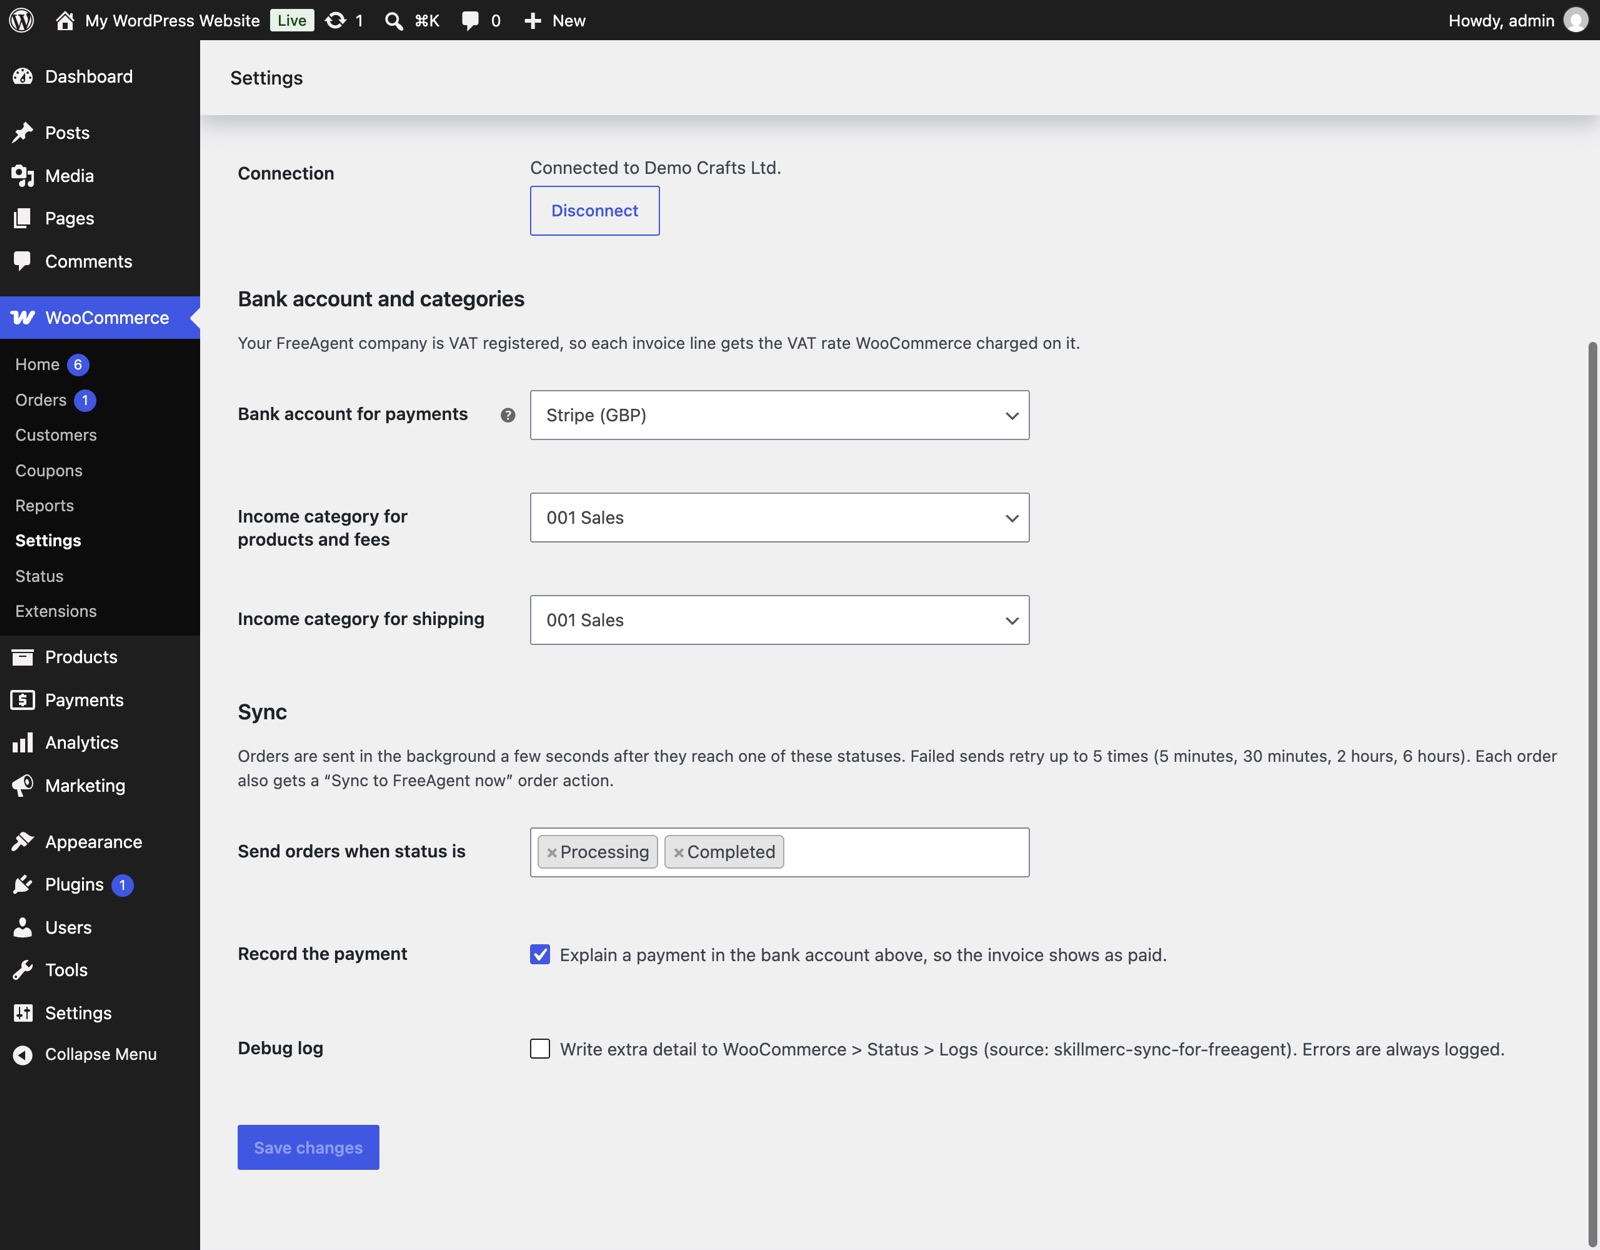 My WordPress Website Live 1 ⌘K 0 New Howdy, admin
Dashboard
Posts
Media
Pages
Comments
WooCommerce
Home 6
Orders 1
Customers
Coupons
Reports
Settings
Status
Extensions
Products
Payments
Analytics
Marketing
Appearance
Plugins 1
Users
Tools
Settings
Collapse Menu
Settings
Connection
Connected to Demo Crafts Ltd.
Disconnect
Bank account and categories
Your FreeAgent company is VAT registered, so each invoice line gets the VAT rate WooCommerce charged on it.
Bank account for payments ? Stripe (GBP)
Income category for
products and fees
001 Sales
Income category for shipping 001 Sales
Sync
Orders are sent in the background a few seconds after they reach one of these statuses. Failed sends retry up to 5 times (5 minutes, 30 minutes, 2 hours, 6 hours). Each order
also gets a “Sync to FreeAgent now” order action.
Send orders when status is ×Processing ×Completed
Record the payment Explain a payment in the bank account above, so the invoice shows as paid.
Debug log Write extra detail to WooCommerce > Status > Logs (source: skillmerc-sync-for-freeagent). Errors are always logged.
Save changes